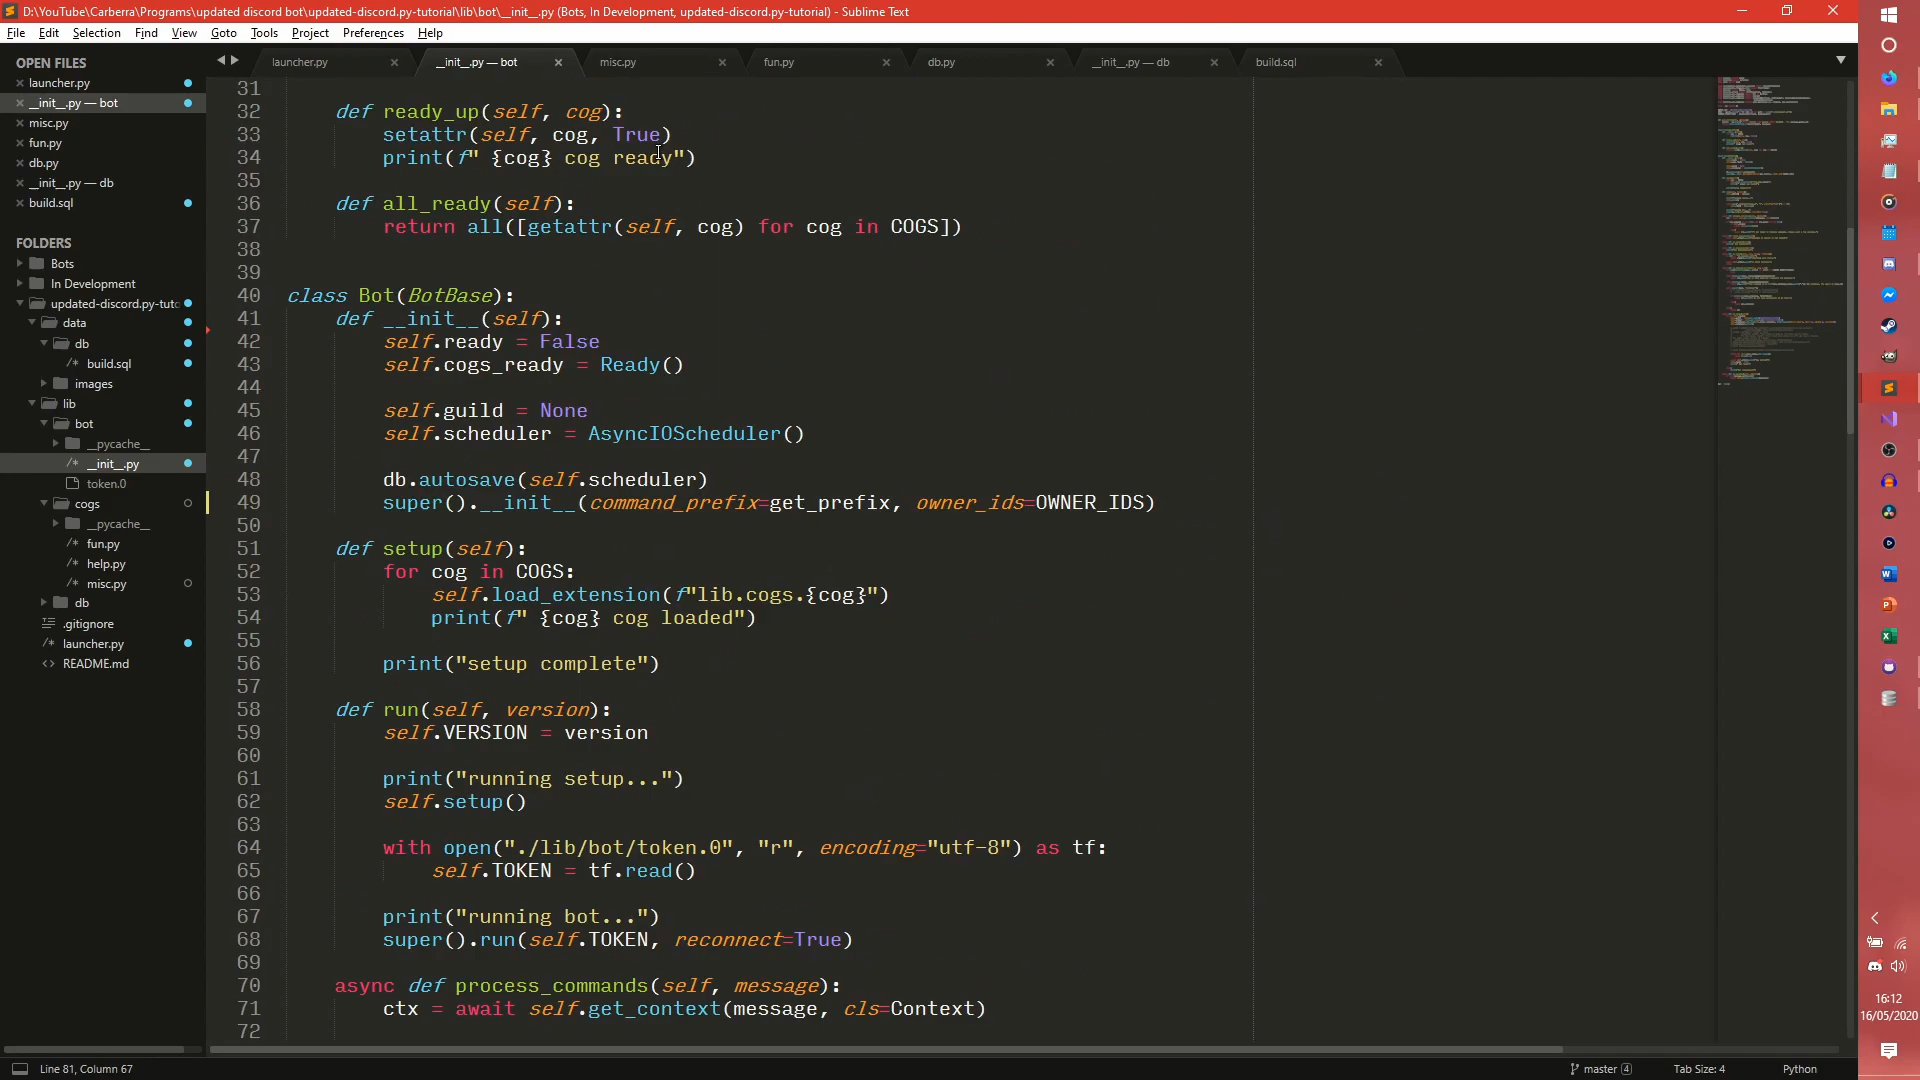 D:\YouTube\Carberra\Programs\updated discord bot\updated-discord.py-tutorial\lib\bot\__init__.py (Bots, In Development, updated-discord.py-tutorial) - Sublime Text
File Edit Selection Find View Goto Tools Project Preferences Help
OPEN FILES
launcher.py
__init__.py — bot
misc.py
fun.py
db.py
__init__.py — db
build.sql
FOLDERS
Bots
In Development
updated-discord.py-tuto
data
db
build.sql
images
lib
bot
__pycache__
__init__.py
token.0
cogs
__pycache__
fun.py
help.py
misc.py
db
.gitignore
launcher.py
README.md
launcher.py __init__.py — bot misc.py fun.py db.py __init__.py — db build.sql
31
32 def ready_up(self, cog):
33 setattr(self, cog, True)
34 print(f" {cog} cog ready")
35
36 def all_ready(self):
37 return all([getattr(self, cog) for cog in COGS])
38
39
40 class Bot(BotBase):
41 def __init__(self):
42 self.ready = False
43 self.cogs_ready = Ready()
44
45 self.guild = None
46 self.scheduler = AsyncIOScheduler()
47
48 db.autosave(self.scheduler)
49 super().__init__(command_prefix=get_prefix, owner_ids=OWNER_IDS)
50
51 def setup(self):
52 for cog in COGS:
53 self.load_extension(f"lib.cogs.{cog}")
54 print(f" {cog} cog loaded")
55
56 print("setup complete")
57
58 def run(self, version):
59 self.VERSION = version
60
61 print("running setup...")
62 self.setup()
63
64 with open("./lib/bot/token.0", "r", encoding="utf-8") as tf:
65 self.TOKEN = tf.read()
66
67 print("running bot...")
68 super().run(self.TOKEN, reconnect=True)
69
70 async def process_commands(self, message):
71 ctx = await self.get_context(message, cls=Context)
72
Line 81, Column 67
master 4
Tab Size: 4
Python
16:12
16/05/2020